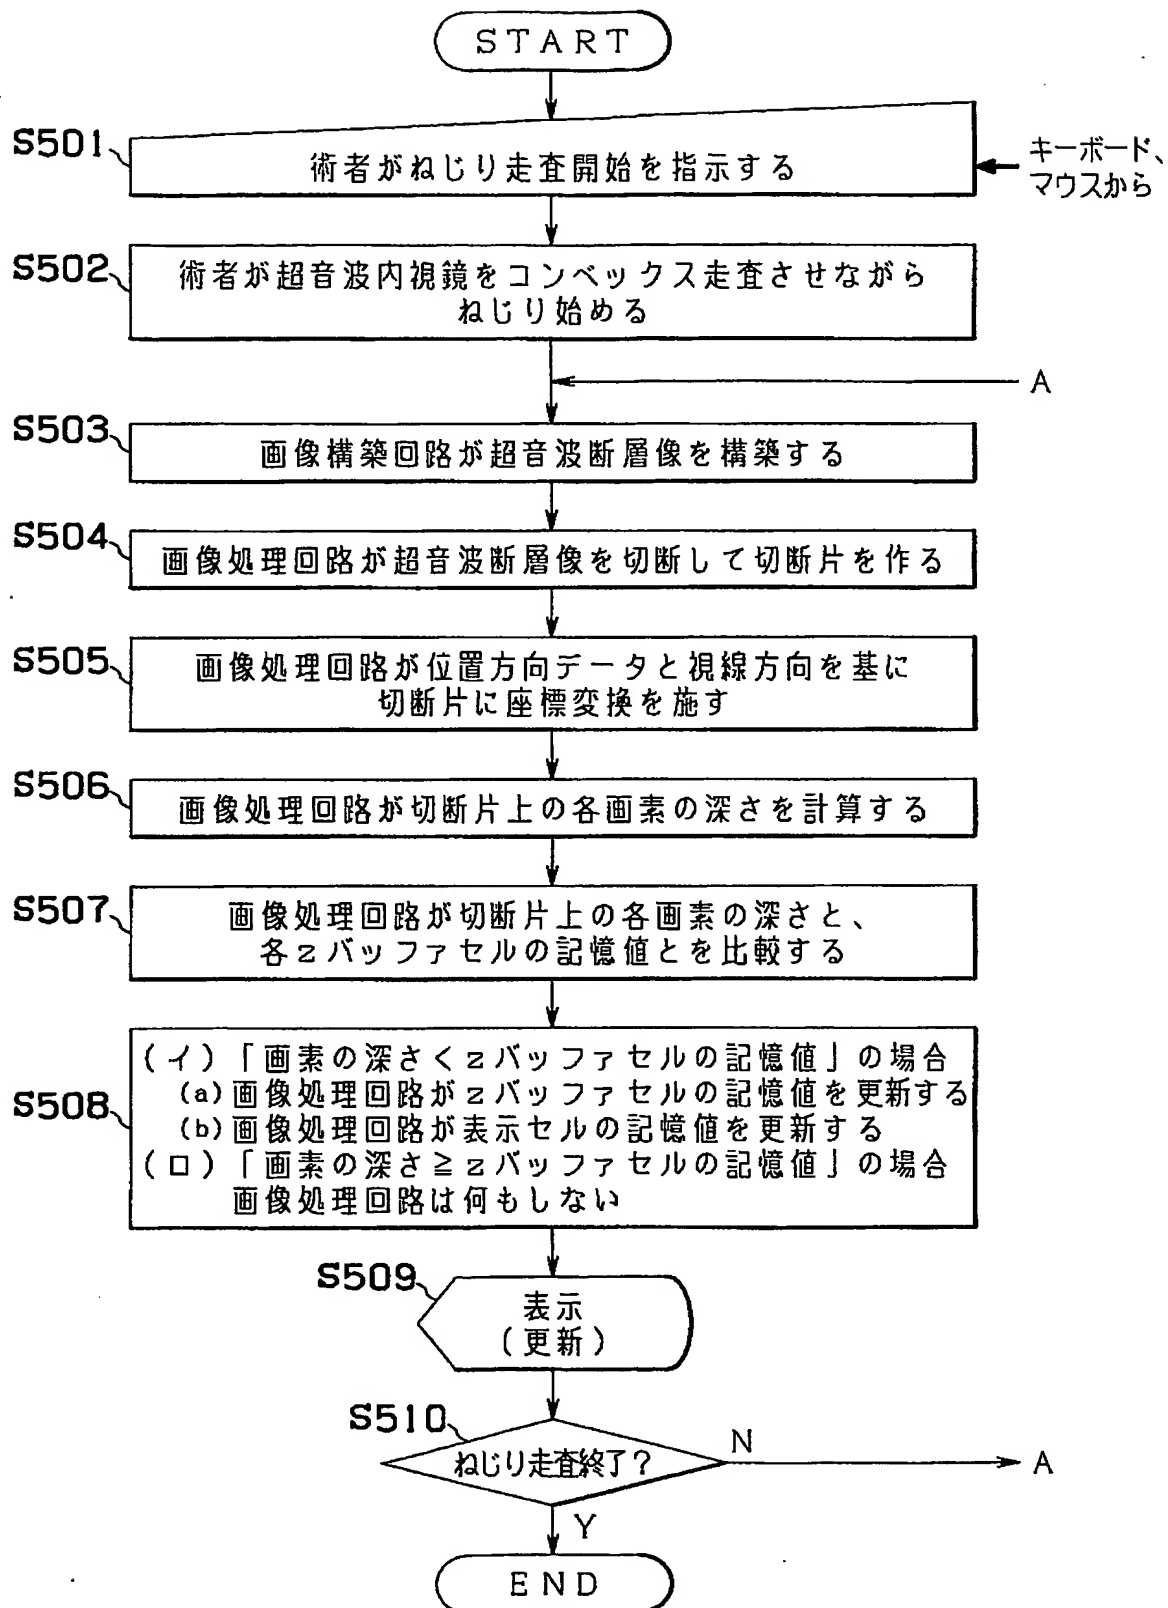 START
S501
術者がねじり走査開始を指示する
キーボード、
マウスから
S502
術者が超音波内視鏡をコンベックス走査させながら
ねじり始める
A
S503
画像構築回路が超音波断層像を構築する
S504
画像処理回路が超音波断層像を切断して切断片を作る
S505
画像処理回路が位置方向データと視線方向を基に
切断片に座標変換を施す
S506
画像処理回路が切断片上の各画素の深さを計算する
S507
画像処理回路が切断片上の各画素の深さと、
各zバッファセルの記憶値とを比較する
S508
(イ)「画素の深さ<zバッファセルの記憶値」の場合
(a)画像処理回路がzバッファセルの記憶値を更新する
(b)画像処理回路が表示セルの記憶値を更新する
(ロ)「画素の深さ≧zバッファセルの記憶値」の場合
画像処理回路は何もしない
S509
表示
(更新)
S510
ねじり走査終了?
N
A
Y
END